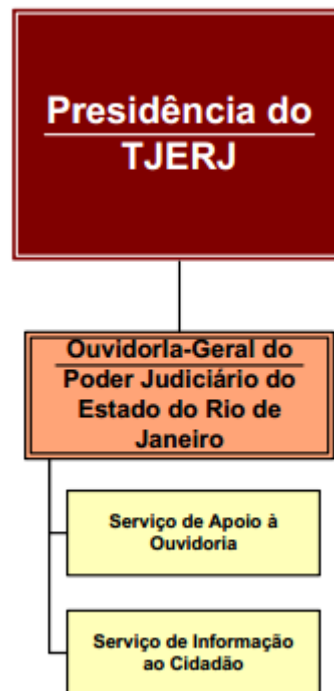 Presidência do
TJERJ
Ouvidoria-Geral do
Poder Judiciário do
Estado do Rio de
Janeiro
Serviço de Apoio à
Ouvidoria
Serviço de Informação
ao Cidadão